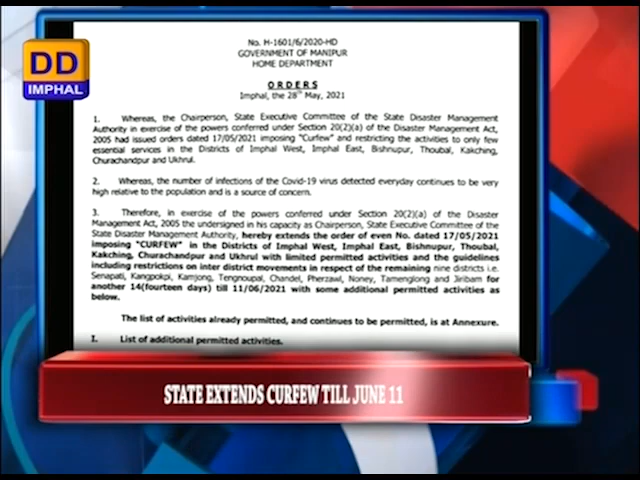 DD
IMPHAL
No. H-1601/6/2020-HD
GOVERNMENT OF MANIPUR
HOME DEPARTMENT
O R D E R S
Imphal, the 28th May, 2021
1. Whereas, the Chairperson, State Executive Committee of the State Disaster Management
Authority in exercise of the powers conferred under Section 20(2)(a) of the Disaster Management Act,
2005 had issued orders dated 17/05/2021 imposing "Curfew" and restricting the activities to only few
essential services in the Districts of Imphal West, Imphal East, Bishnupur, Thoubal, Kakching,
Churachandpur and Ukhrul.
2. Whereas, the number of infections of the Covid-19 virus detected everyday continues to be very
high relative to the population and is a source of concern.
3. Therefore, in exercise of the powers conferred under Section 20(2)(a) of the Disaster
Management Act, 2005 the undersigned in his capacity as Chairperson, State Executive Committee of the
State Disaster Management Authority, hereby extends the order of even No. dated 17/05/2021
imposing "CURFEW" in the Districts of Imphal West, Imphal East, Bishnupur, Thoubal,
Kakching, Churachandpur and Ukhrul with limited permitted activities and the guidelines
including restrictions on inter district movements in respect of the remaining nine districts i.e.
Senapati, Kangpokpi, Kamjong, Tengnoupal, Chandel, Pherzawl, Noney, Tamenglong and Jiribam for
another 14(fourteen days) till 11/06/2021 with some additional permitted activities as
below.
The list of activities already permitted, and continues to be permitted, is at Annexure.
I. List of additional permitted activities.
STATE EXTENDS CURFEW TILL JUNE 11